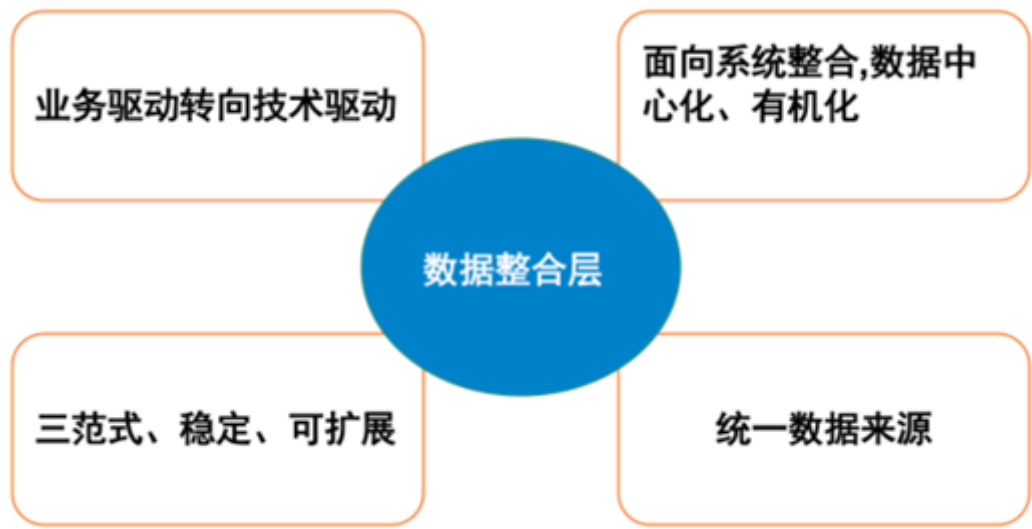 业务驱动转向技术驱动
面向系统整合,数据中
心化、有机化
数据整合层
三范式、稳定、可扩展
统一数据来源